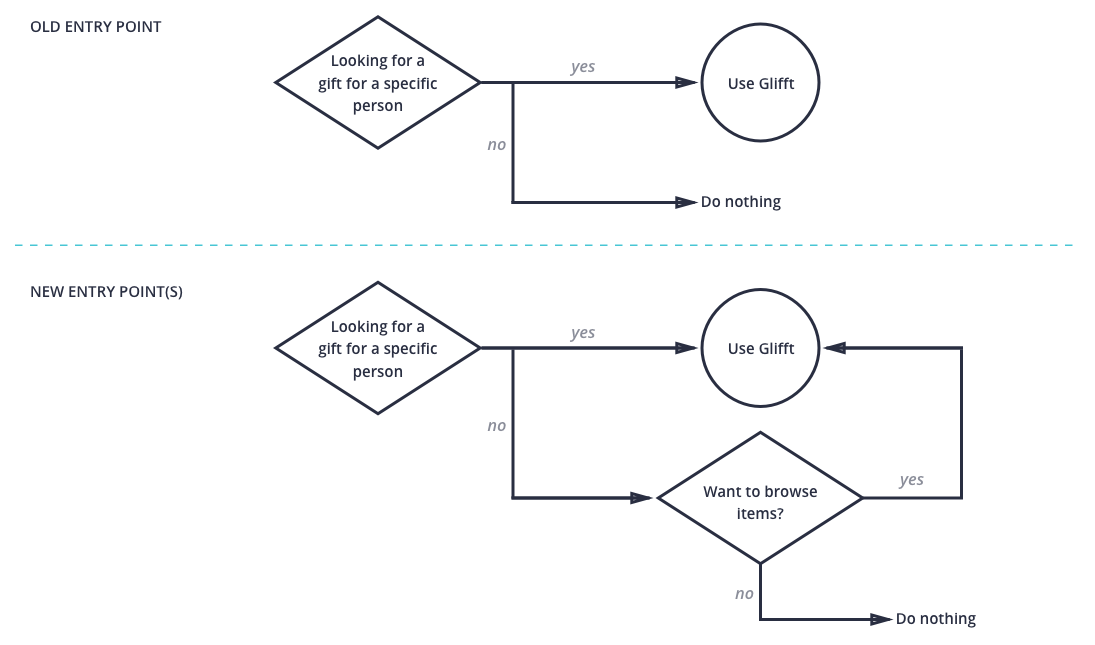 OLD ENTRY POINT
Looking for a
gift for a specific
person
yes
Use Glifft
no
Do nothing
NEW ENTRY POINT(S)
Looking for a
gift for a specific
person
yes
Use Glifft
no
Want to browse
items?
yes
no
Do nothing